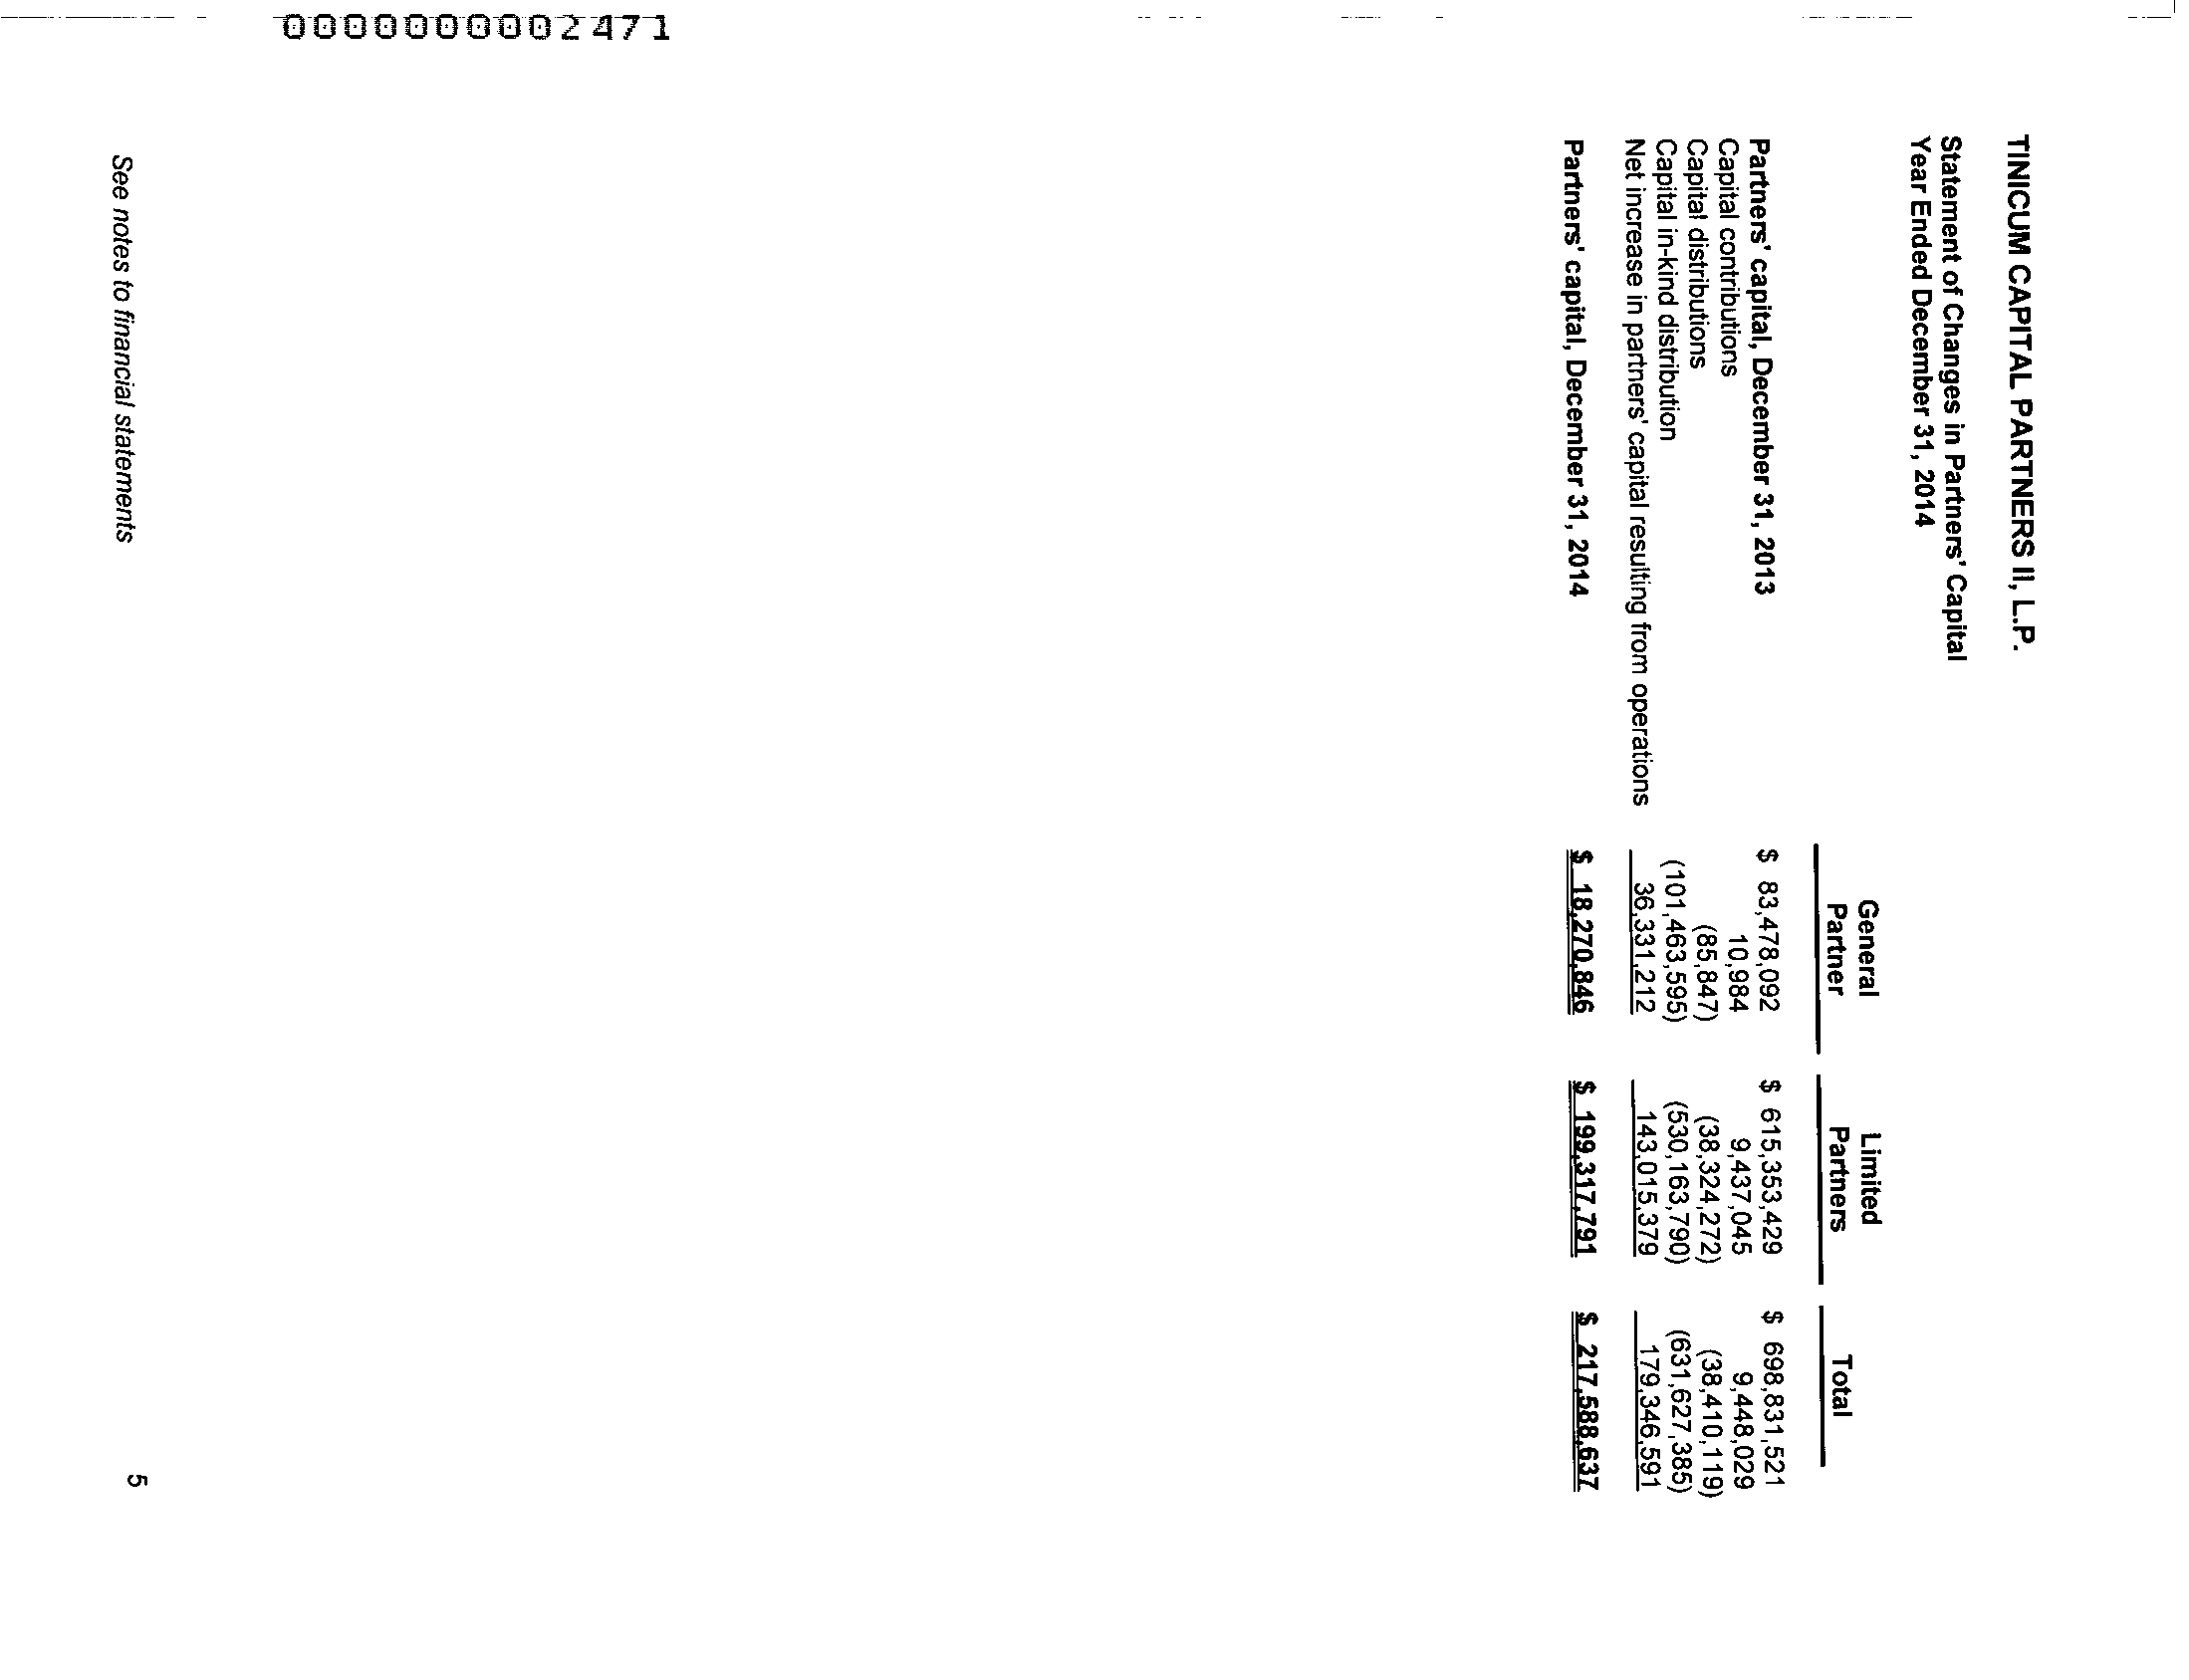 0000000002471
TINICUM CAPITAL PARTNERS II, L.P.
Statement of Changes in Partners' Capital
Year Ended December 31, 2014
General Partner Limited Partners Total
Partners' capital, December 31, 2013 $ 83,478,092 $ 615,353,429 $ 698,831,521
Capital contributions 10,984 9,437,045 9,448,029
Capital distributions (85,847) (38,324,272) (38,410,119)
Capital in-kind distribution (101,463,595) (530,163,790) (631,627,385)
Net increase in partners' capital resulting from operations 36,331,212 143,015,379 179,346,591
Partners' capital, December 31, 2014 $ 18,270,846 $ 199,317,791 $ 217,588,637
See notes to financial statements 5